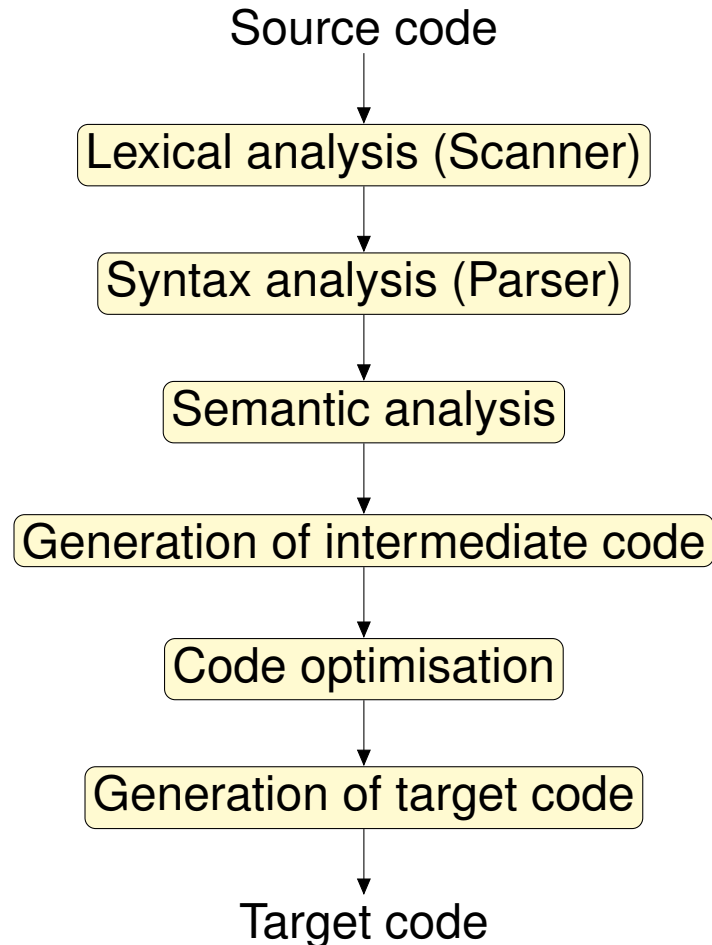 Source code
Lexical analysis (Scanner)
Syntax analysis (Parser)
Semantic analysis
Generation of intermediate code
Code optimisation
Generation of target code
Target code